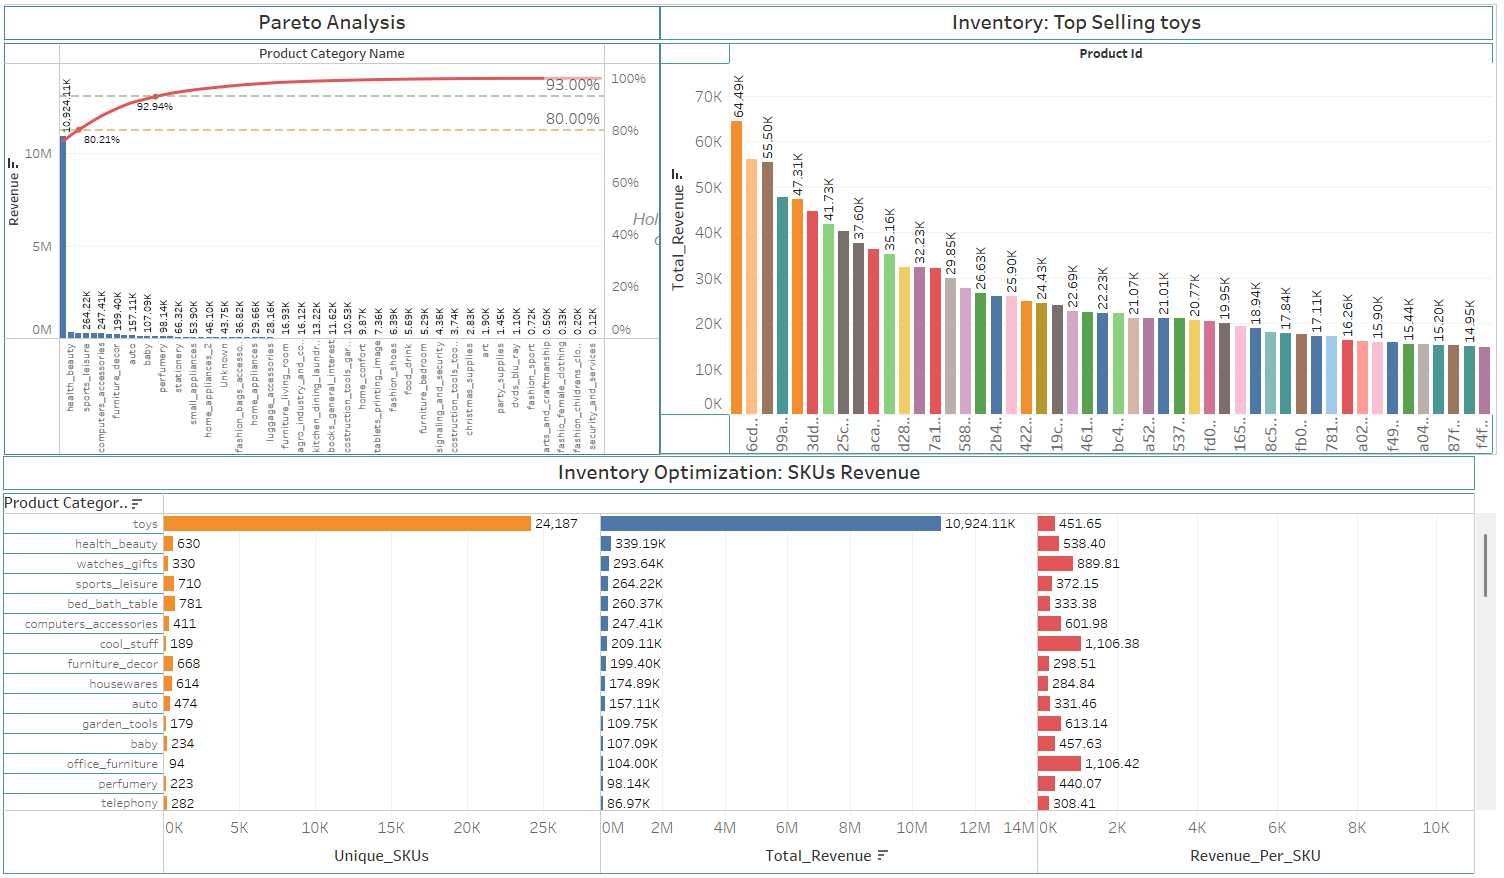 Pareto Analysis
Product Category Name
Revenue
10M
5M
0M
10,924.11K
264.22K
247.41K
199.40K
157.11K
107.09K
98.14K
66.32K
53.90K
46.10K
43.75K
36.82K
29.66K
28.16K
16.93K
16.12K
13.22K
11.62K
10.53K
9.87K
7.36K
6.39K
5.69K
5.29K
4.36K
3.74K
2.83K
1.90K
1.45K
1.10K
0.72K
0.50K
0.33K
0.20K
0.12K
93.00%
92.94%
80.00%
80.21%
100%
80%
60%
40%
20%
0%
Hol
health_beauty
sports_leisure
computers_accessories
furniture_decor
auto
baby
perfumery
stationery
small_appliances
home_appliances_2
Unknown
fashion_bags_accesso..
home_appliances
luggage_accessories
furniture_living_room
agro_industry_and_co..
kitchen_dining_laundr..
books_general_interest
costruction_tools_gar..
home_confort
tablets_printing_image
fashion_shoes
food_drink
furniture_bedroom
signaling_and_security
costruction_tools_too..
christmas_supplies
art
party_supplies
dvds_blu_ray
fashion_sport
arts_and_craftmanship
fashio_female_clothing
fashion_childrens_clo..
security_and_services
Inventory: Top Selling toys
Product Id
Total_Revenue
70K
60K
50K
40K
30K
20K
10K
0K
64.49K
55.50K
47.31K
41.73K
37.60K
35.16K
32.23K
29.85K
26.63K
25.90K
24.43K
22.69K
22.23K
21.07K
21.01K
20.77K
19.95K
18.94K
17.84K
17.11K
16.26K
15.90K
15.44K
15.20K
14.95K
6cd..
99a..
3dd..
25c..
aca..
d28..
7a1..
588..
2b4..
422..
19c..
461..
bc4..
a52..
537..
fd0..
165..
8c5..
fb0..
781..
a02..
f49..
a04..
87f..
f4f..
Inventory Optimization: SKUs Revenue
Product Categor..
toys 24,187 10,924.11K 451.65
health_beauty 630 339.19K 538.40
watches_gifts 330 293.64K 889.81
sports_leisure 710 264.22K 372.15
bed_bath_table 781 260.37K 333.38
computers_accessories 411 247.41K 601.98
cool_stuff 189 209.11K 1,106.38
furniture_decor 668 199.40K 298.51
housewares 614 174.89K 284.84
auto 474 157.11K 331.46
garden_tools 179 109.75K 613.14
baby 234 107.09K 457.63
office_furniture 94 104.00K 1,106.42
perfumery 223 98.14K 440.07
telephony 282 86.97K 308.41
0K 5K 10K 15K 20K 25K 0M 2M 4M 6M 8M 10M 12M 14M 0K 2K 4K 6K 8K 10K
Unique_SKUs Total_Revenue Revenue_Per_SKU